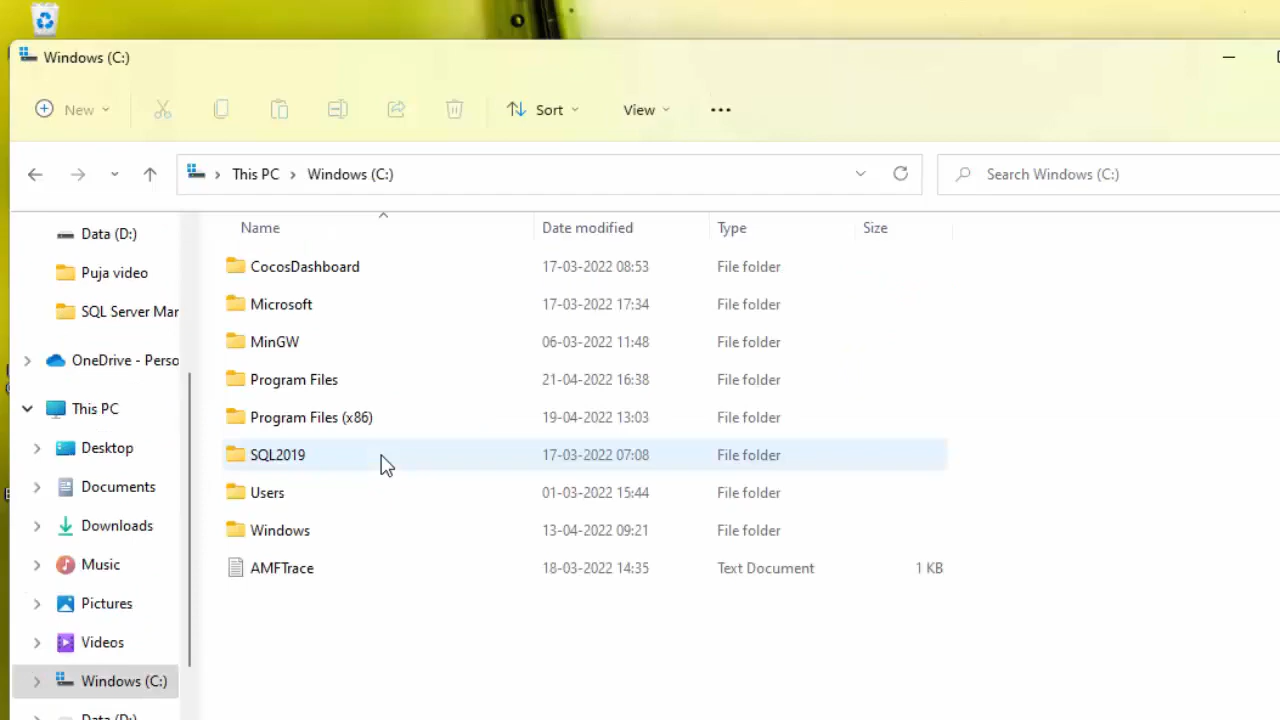 Windows (C:)
New
Sort
View
This PC > Windows (C:)
Search Windows (C:)
Name Date modified Type Size
Data (D:)
Puja video
SQL Server Mar
OneDrive - Perso
This PC
Desktop
Documents
Downloads
Music
Pictures
Videos
Windows (C:)
Data (D:)
CocosDashboard 17-03-2022 08:53 File folder
Microsoft 17-03-2022 17:34 File folder
MinGW 06-03-2022 11:48 File folder
Program Files 21-04-2022 16:38 File folder
Program Files (x86) 19-04-2022 13:03 File folder
SQL2019 17-03-2022 07:08 File folder
Users 01-03-2022 15:44 File folder
Windows 13-04-2022 09:21 File folder
AMFTrace 18-03-2022 14:35 Text Document 1 KB